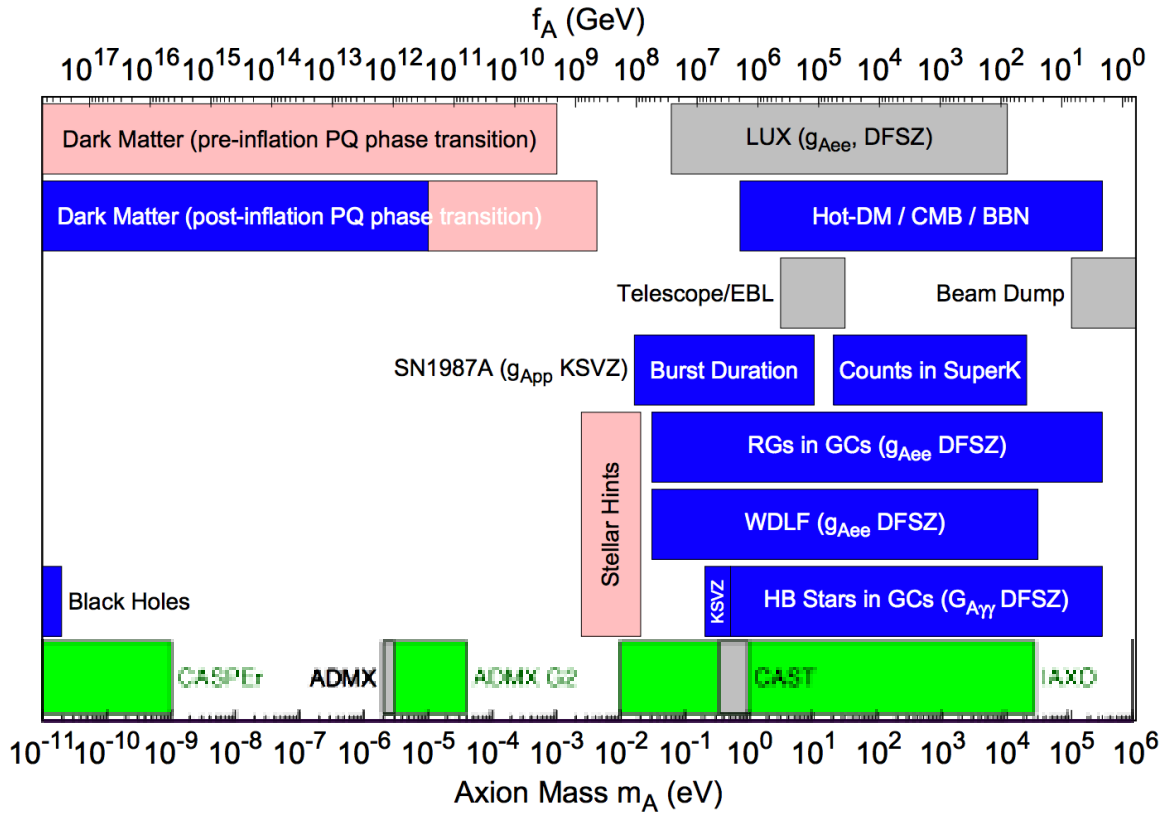 f_A (GeV)
10^17 10^16 10^15 10^14 10^13 10^12 10^11 10^10 10^9 10^8 10^7 10^6 10^5 10^4 10^3 10^2 10^1 10^0
Dark Matter (pre-inflation PQ phase transition)
LUX (g_Aee, DFSZ)
Dark Matter (post-inflation PQ phase transition)
Hot-DM / CMB / BBN
Telescope/EBL
Beam Dump
SN1987A (g_App KSVZ)
Burst Duration
Counts in SuperK
Stellar Hints
RGs in GCs (g_Aee DFSZ)
WDLF (g_Aee DFSZ)
Black Holes
KSVZ
HB Stars in GCs (G_Aγγ DFSZ)
CASPEr
ADMX
ADMX G2
CAST
IAXO
10^-11 10^-10 10^-9 10^-8 10^-7 10^-6 10^-5 10^-4 10^-3 10^-2 10^-1 10^0 10^1 10^2 10^3 10^4 10^5 10^6
Axion Mass m_A (eV)